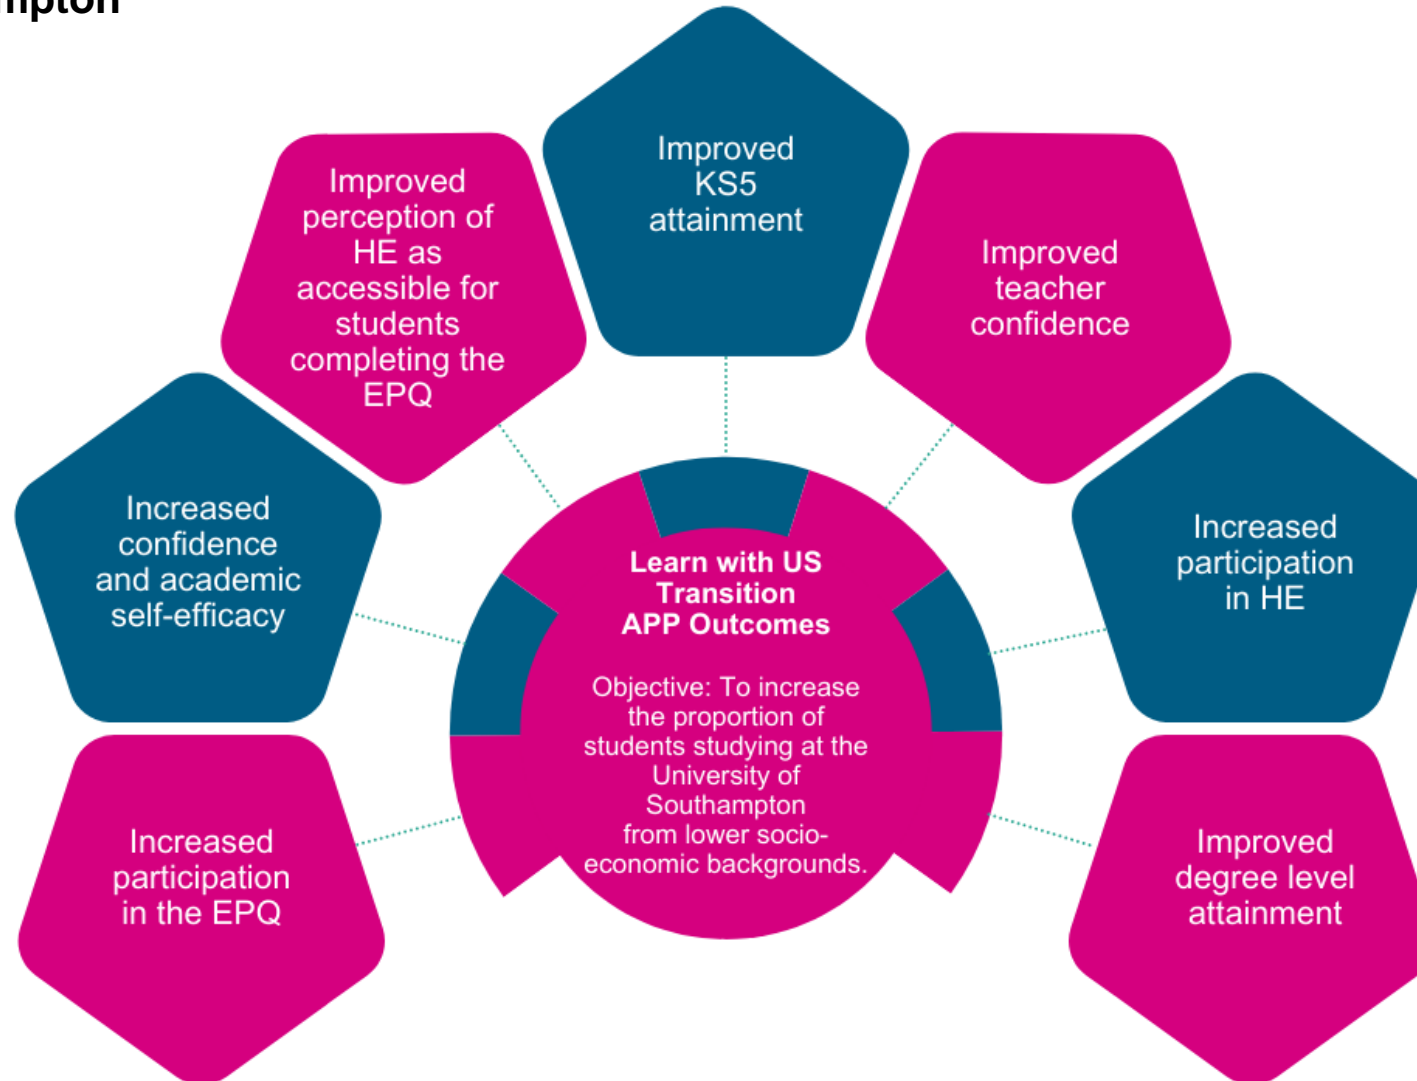 Improved
perception of
HE as
accessible for
students
completing the
EPQ
Improved
KS5
attainment
Improved
teacher
confidence
Increased
confidence
and academic
self-efficacy
Increased
participation
in HE
Learn with US
Transition
APP Outcomes
Objective: To increase
the proportion of
students studying at the
University of
Southampton
from lower socio-
economic backgrounds.
Increased
participation
in the EPQ
Improved
degree level
attainment